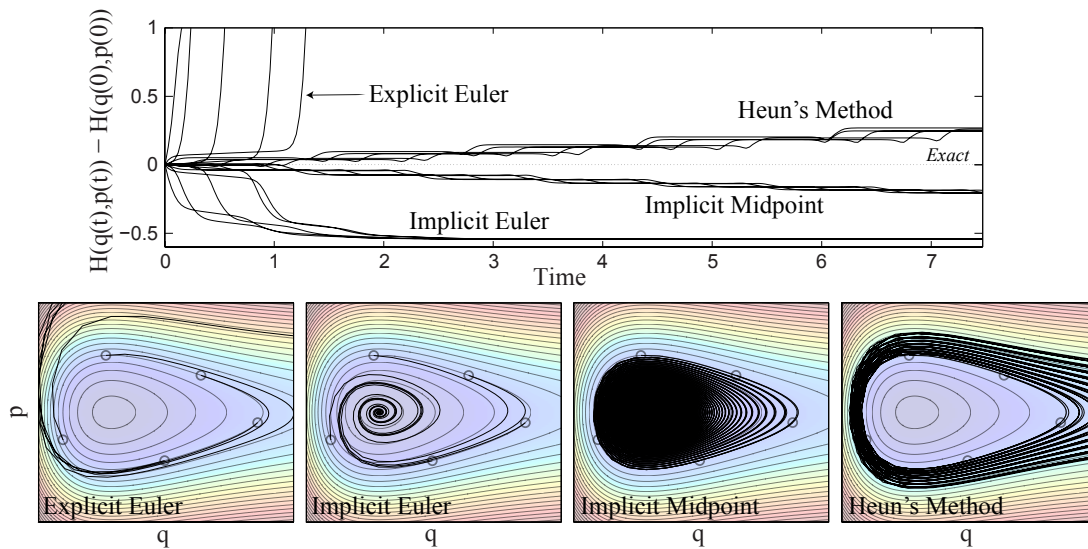 H(q(t),p(t)) − H(q(0),p(0))
1
0.5
0
−0.5
Explicit Euler
Heun's Method
Exact
Implicit Midpoint
Implicit Euler
0 1 2 3 4 5 6 7
Time
p
Explicit Euler
Implicit Euler
Implicit Midpoint
Heun's Method
q q q q